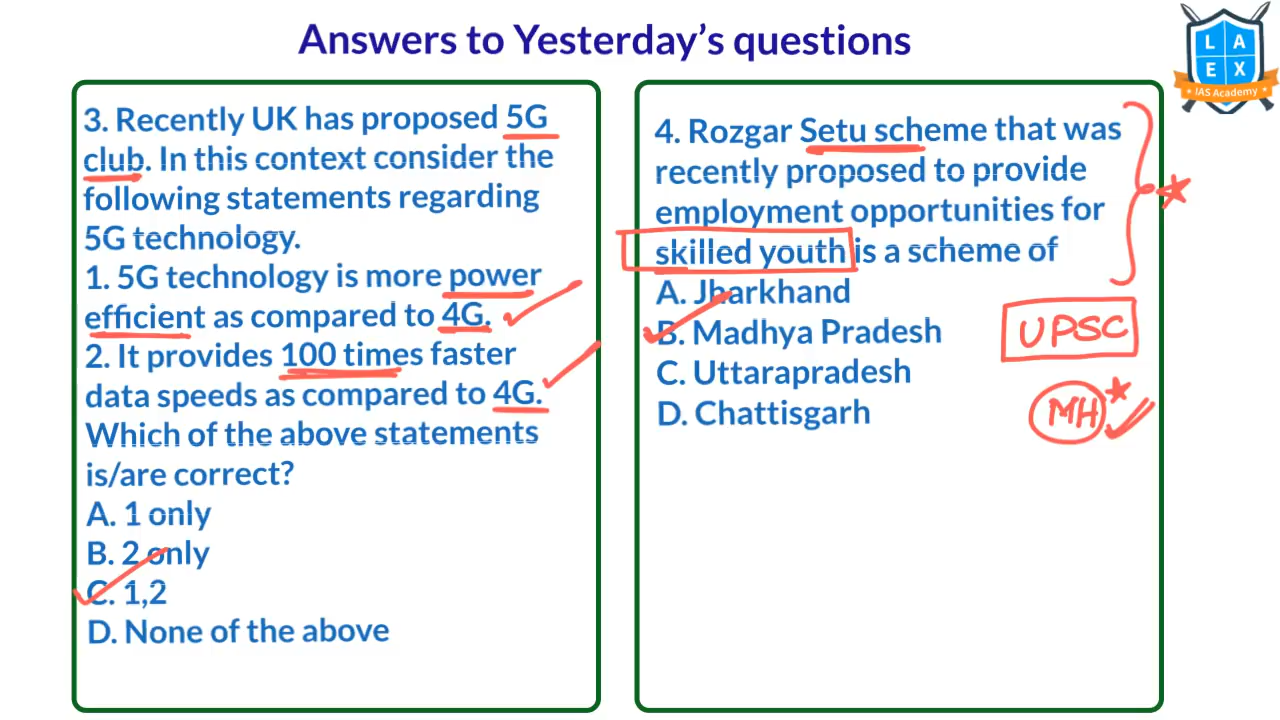 Answers to Yesterday's questions
L A
E X
IAS Academy
3. Recently UK has proposed 5G
club. In this context consider the
following statements regarding
5G technology.
1. 5G technology is more power
efficient as compared to 4G.
2. It provides 100 times faster
data speeds as compared to 4G.
Which of the above statements
is/are correct?
A. 1 only
B. 2 only
C. 1,2
D. None of the above
4. Rozgar Setu scheme that was
recently proposed to provide
employment opportunities for
skilled youth is a scheme of
A. Jharkhand
B. Madhya Pradesh
C. Uttarapradesh
D. Chattisgarh
UPSC
MH